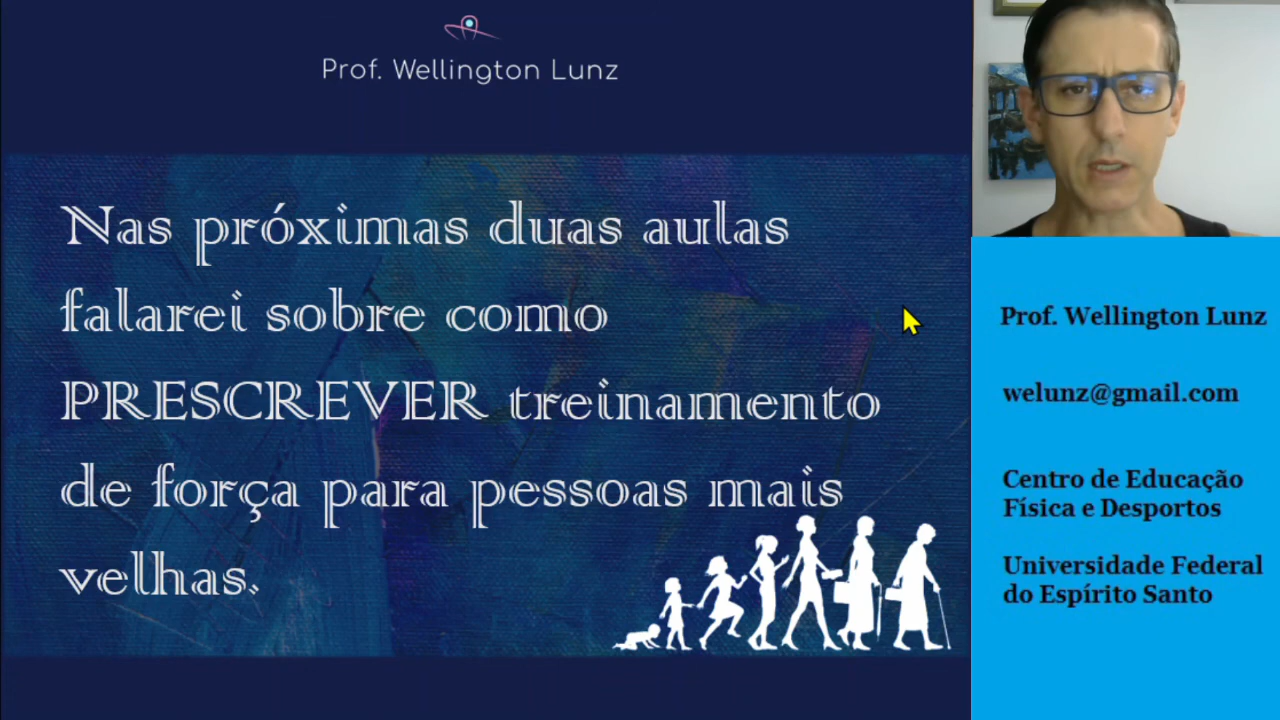 Prof. Wellington Lunz
Nas próximas duas aulas
falarei sobre como
PRESCREVER treinamento
de força para pessoas mais
velhas.
Prof. Wellington Lunz
welunz@gmail.com
Centro de Educação
Física e Desportos
Universidade Federal
do Espírito Santo